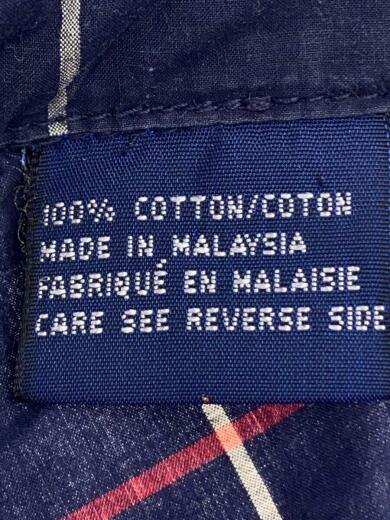 100% COTTON/COTON
MADE IN MALAYSIA
FABRIQUÉ EN MALAISIE
CARE SEE REVERSE SIDE